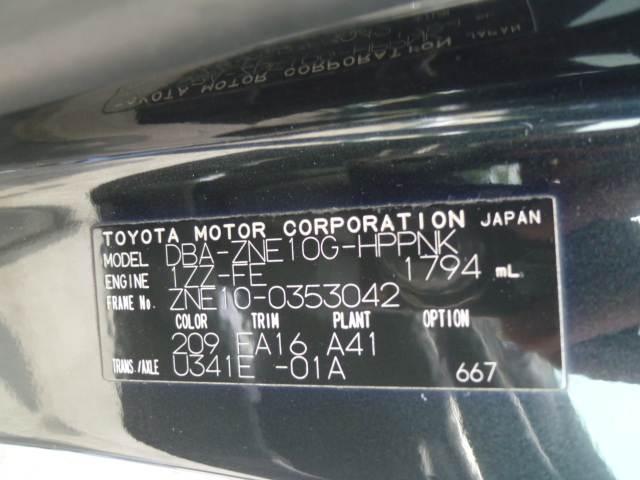 TOYOTA MOTOR CORPORATION JAPAN
MODEL DBA-ZNE10G-HPPNK
ENGINE 1ZZ-FE 1794 mL
FRAME No. ZNE10-0353042
COLOR TRIM PLANT OPTION
209 FA16 A41
TRANS./AXLE U341E -01A 667
TOYOTA MOTOR CORPORATION JAPAN